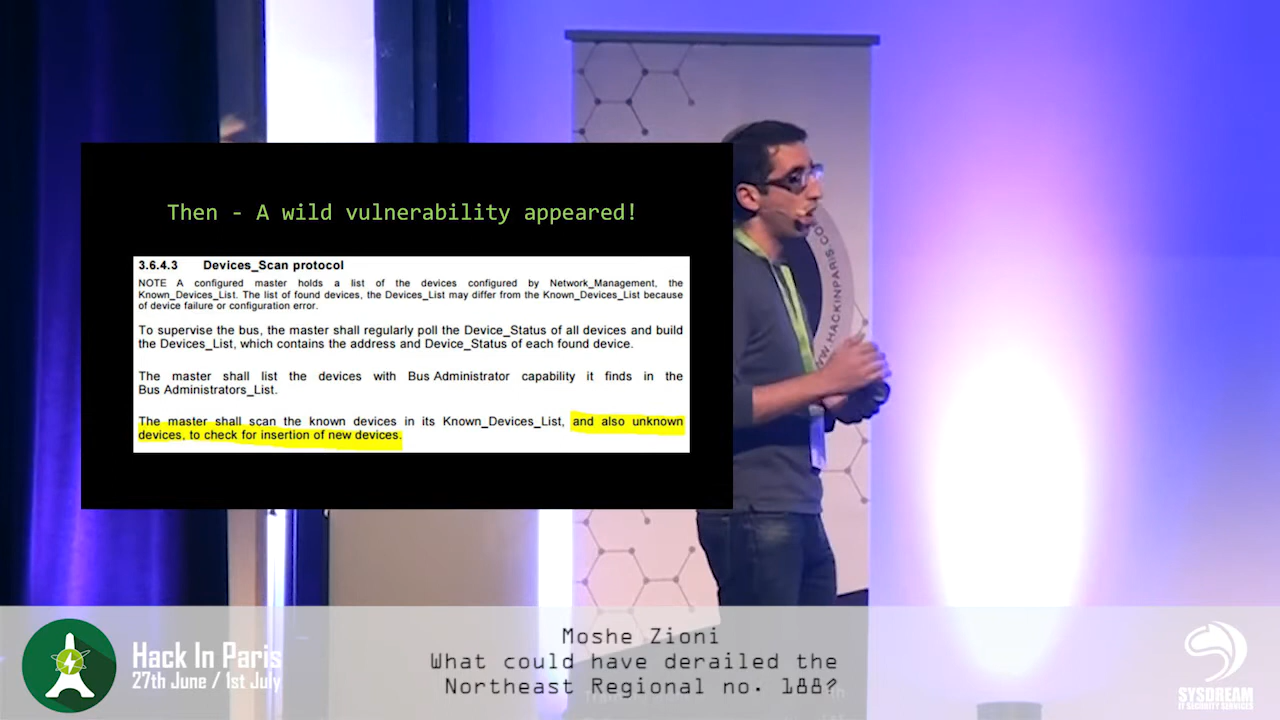 Then - A wild vulnerability appeared!
3.6.4.3 Devices_Scan protocol
NOTE A configured master holds a list of the devices configured by Network_Management, the
Known_Devices_List. The list of found devices, the Devices_List may differ from the Known_Devices_List because
of device failure or configuration error.
To supervise the bus, the master shall regularly poll the Device_Status of all devices and build
the Devices_List, which contains the address and Device_Status of each found device.
The master shall list the devices with Bus Administrator capability it finds in the
Bus Administrators_List.
The master shall scan the known devices in its Known_Devices_List, and also unknown
devices, to check for insertion of new devices.
WWW.HACKINPARIS.CO
Hack In Paris
27th June / 1st July
Moshe Zioni
What could have derailed the
Northeast Regional no. 188?
SYSDREAM
IT SECURITY SERVICES